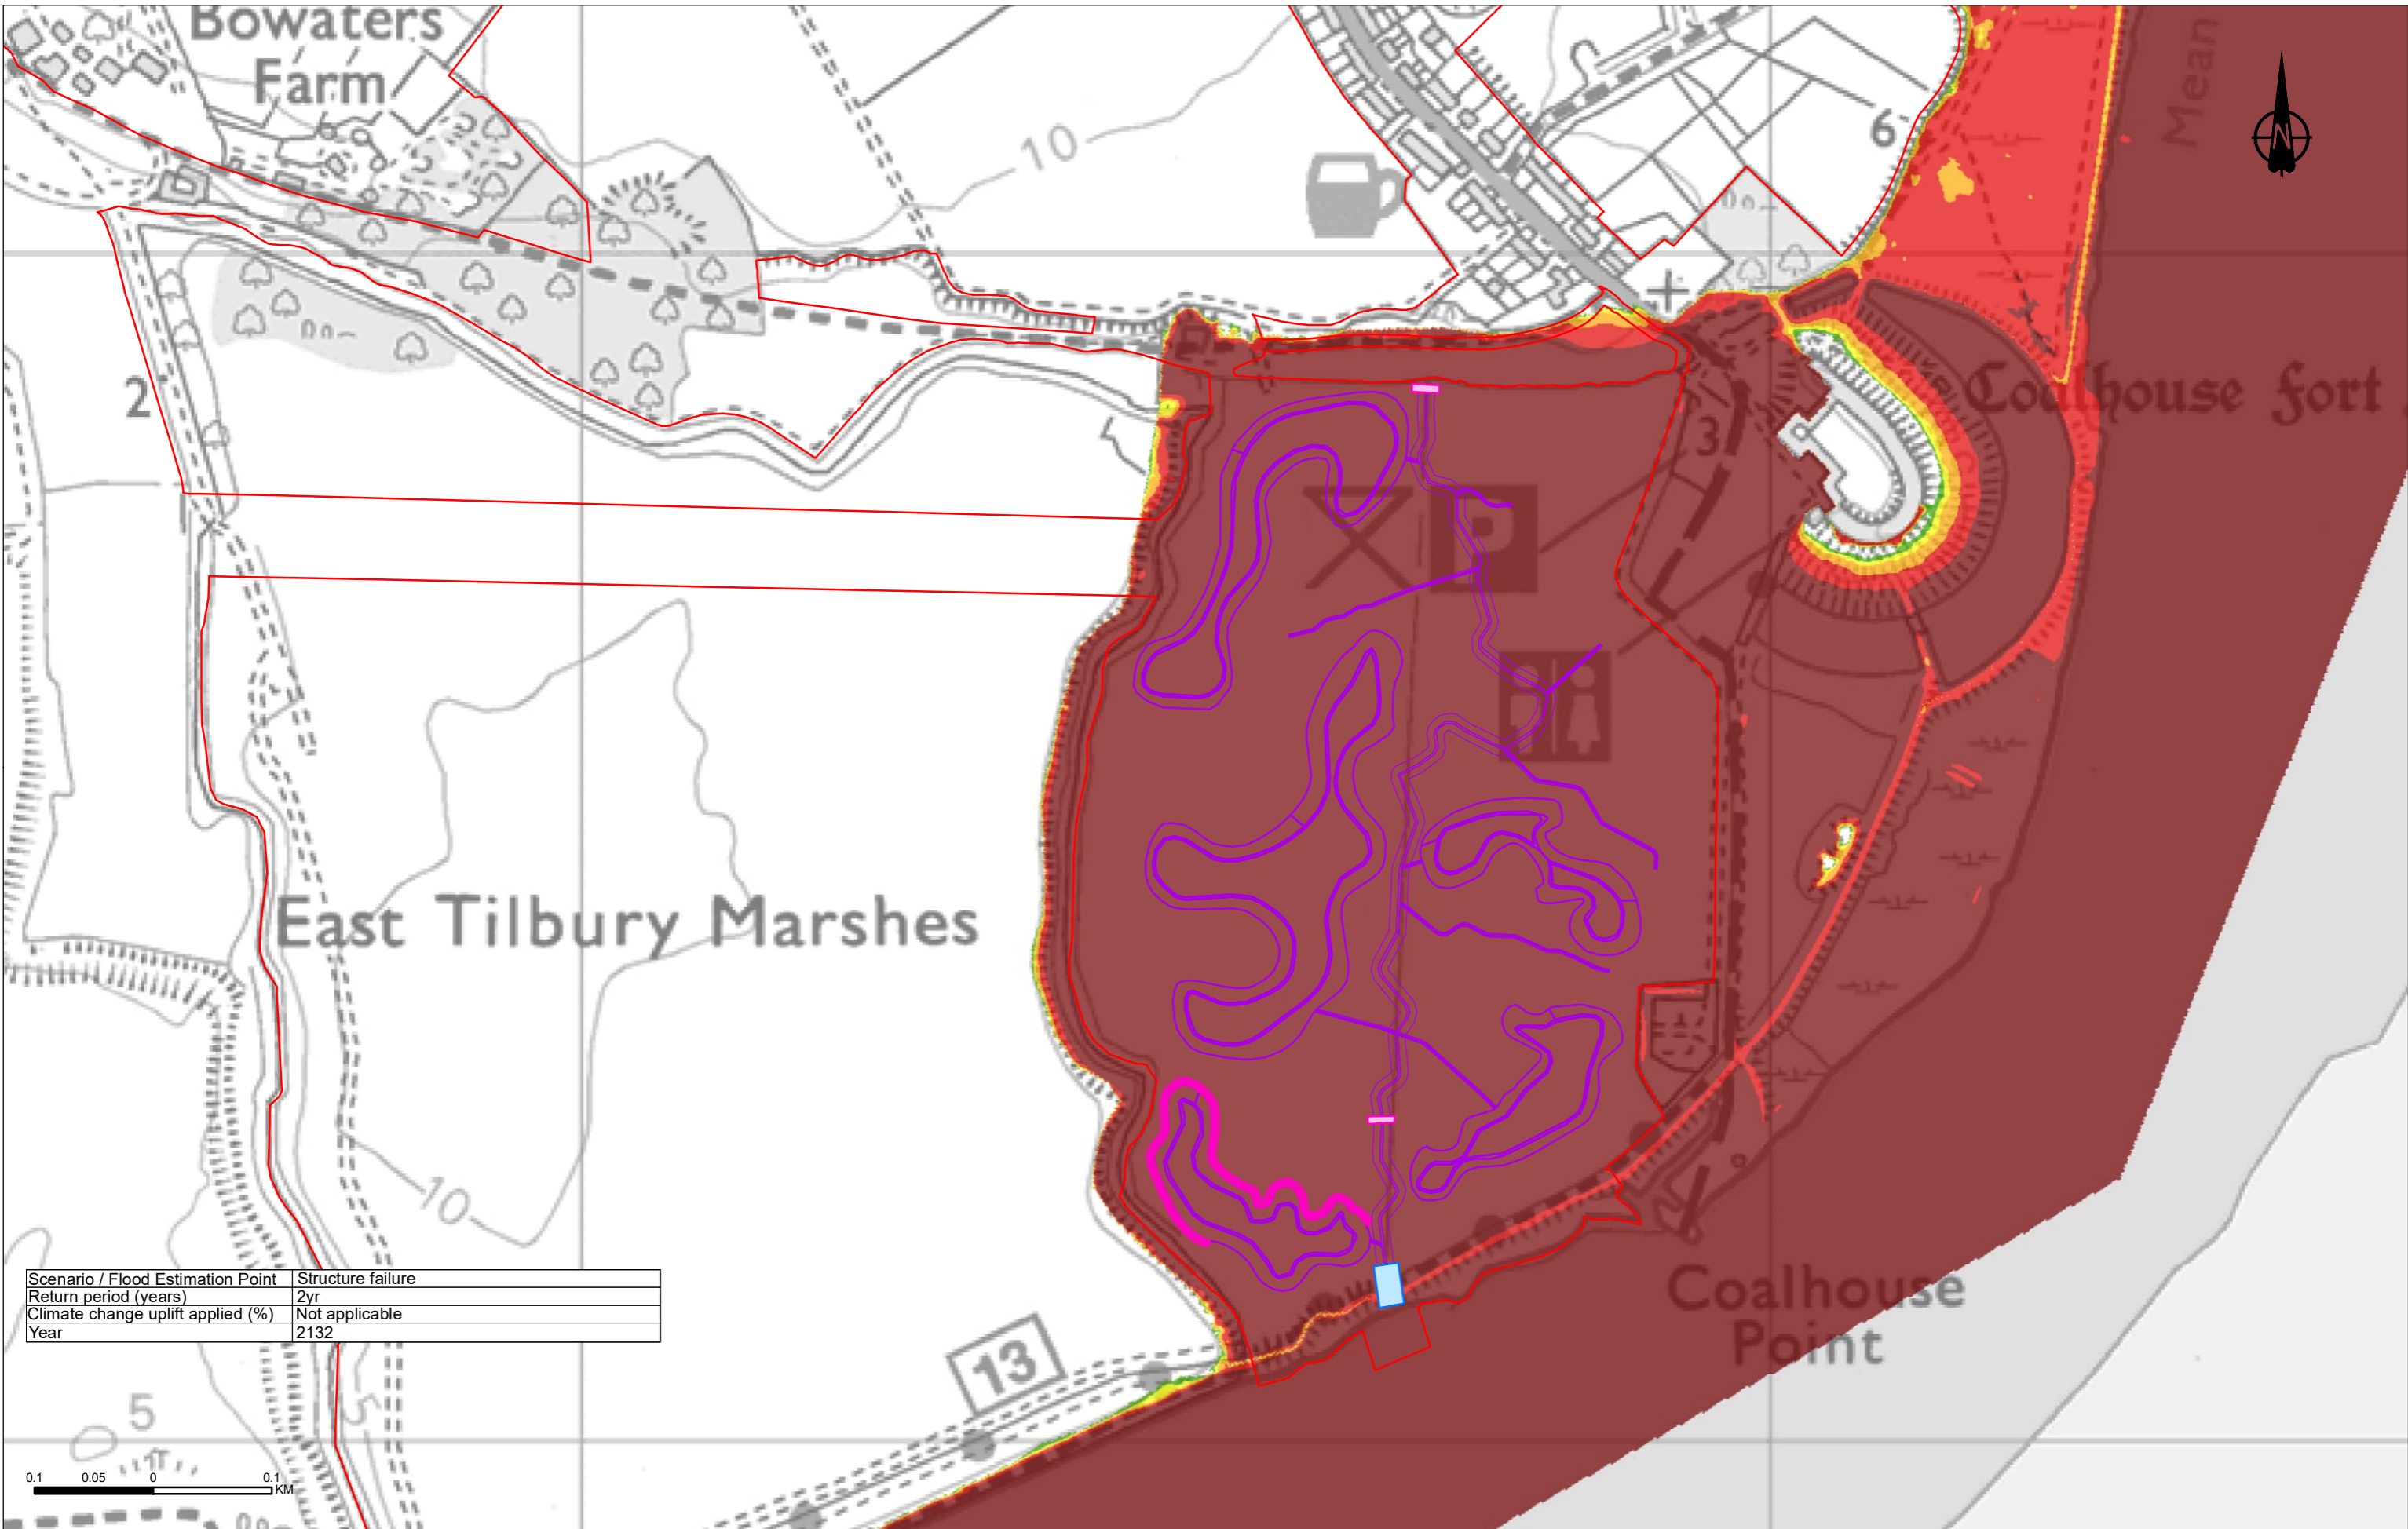 Bowaters
Farm
10
6
Mean
N
2
3
P
Coalhouse Fort
East Tilbury Marshes
10
Scenario / Flood Estimation Point Structure failure
Return period (years) 2yr
Climate change uplift applied (%) Not applicable
Year 2132
Coalhouse
Point
13
5
5
0.1 0.05 0 0.1
KM